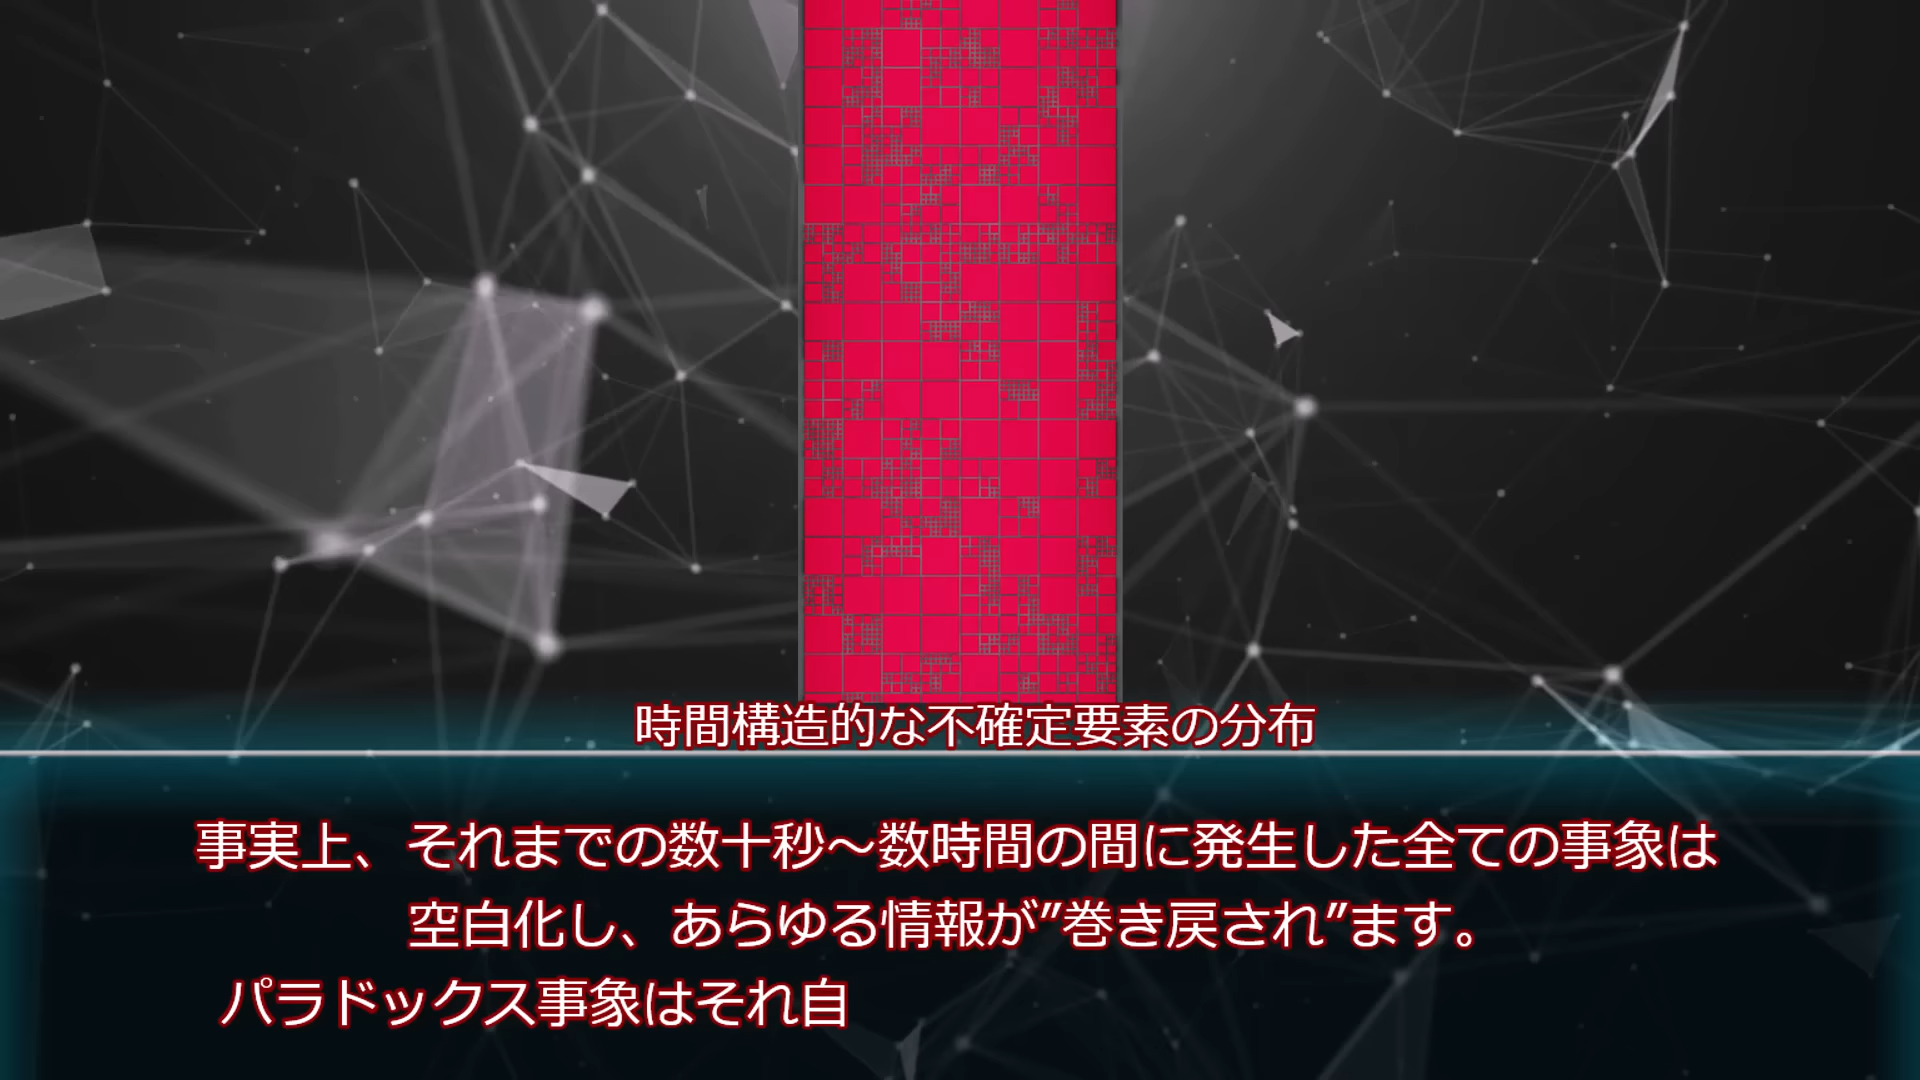 時間構造的な不確定要素の分布
事実上、それまでの数十秒～数時間の間に発生した全ての事象は
空白化し、あらゆる情報が”巻き戻され”ます。
パラドックス事象はそれ自